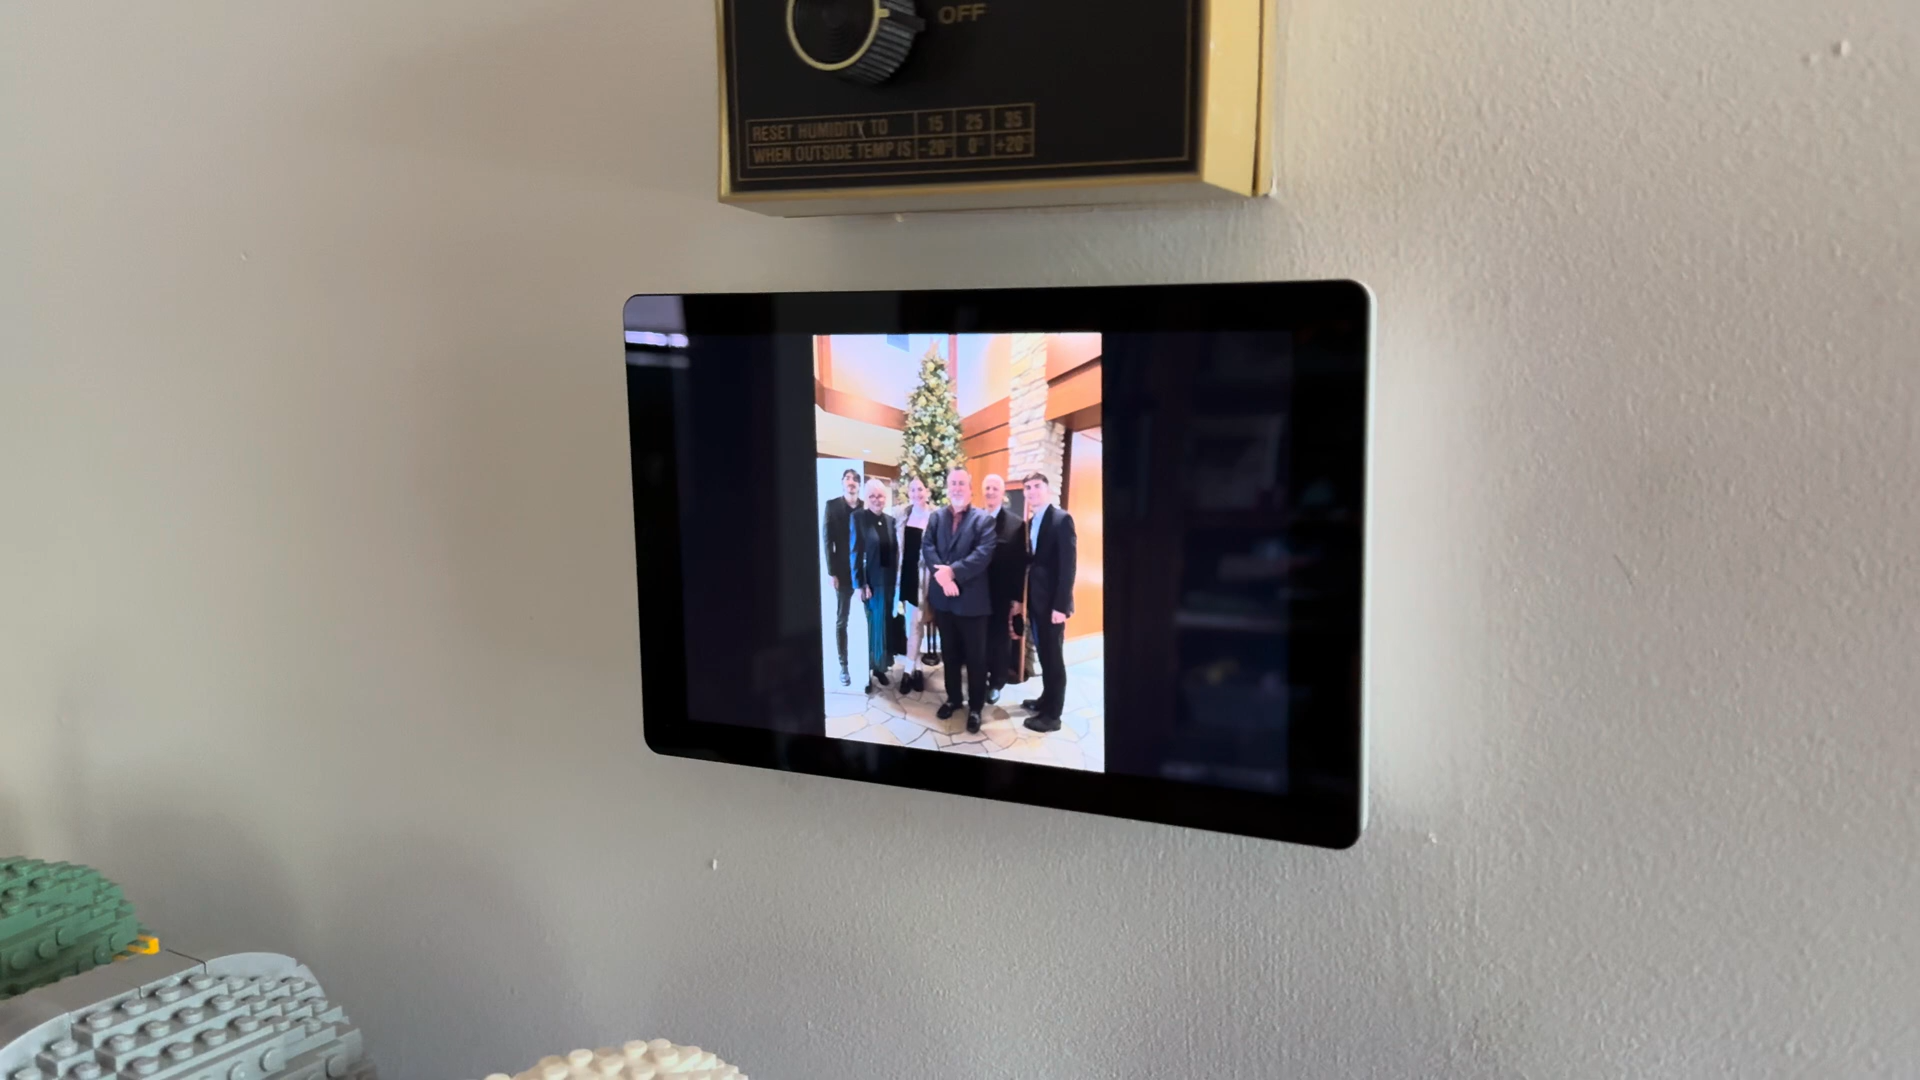 OFF
RESET HUMIDITY TO 15 25 35
WHEN OUTSIDE TEMP IS -20° 0° +20°